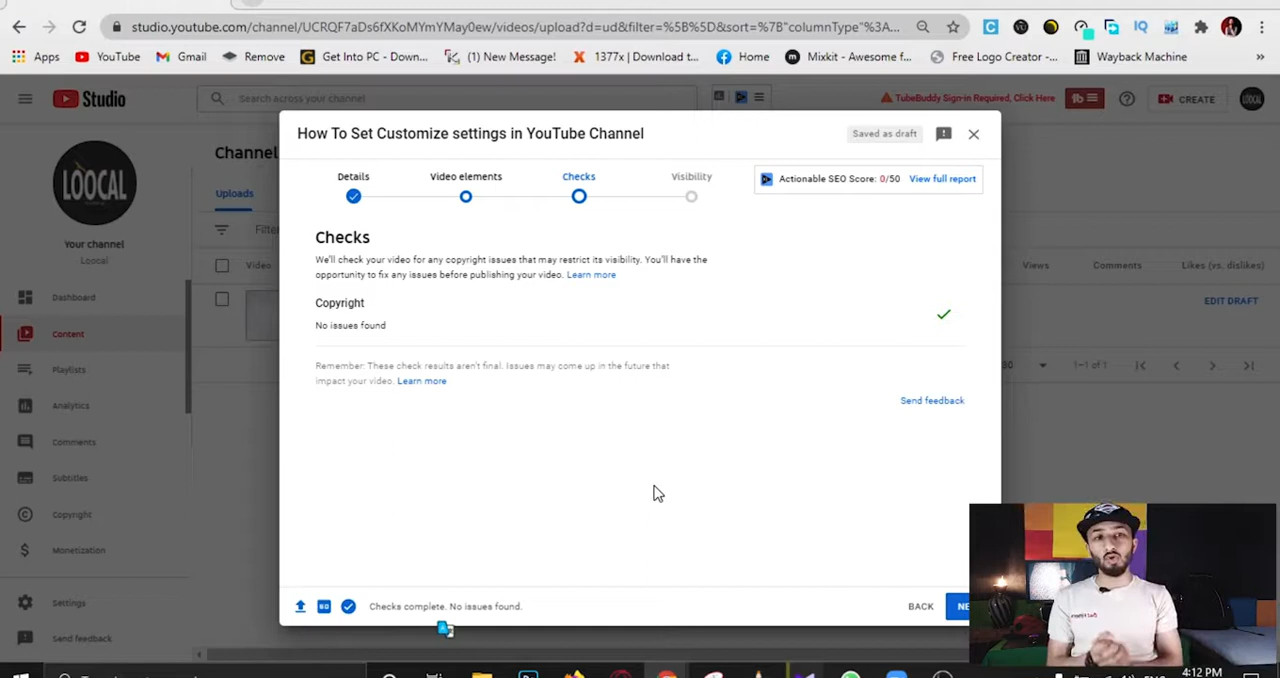 studio.youtube.com/channel/UCRQF7aDs6fXKoMYmYMay0ew/videos/upload?d=ud&filter=%5B%5D&sort=%7B"columnType"%3A...
Apps
YouTube
Gmail
Remove
Get Into PC - Down...
(1) New Message!
1377x | Download t...
Home
Mixkit - Awesome f...
Free Logo Creator -...
Wayback Machine
»
Studio
Search across your channel
TubeBuddy Sign-in Required, Click Here
CREATE
LOOCAL
How To Set Customize settings in YouTube Channel
Saved as draft
Channel
Details
Video elements
Checks
Visibility
Actionable SEO Score: 0/50
View full report
Uploads
LOOCAL
Filter
Your channel
Loocal
Checks
We'll check your video for any copyright issues that may restrict its visibility. You'll have the
opportunity to fix any issues before publishing your video. Learn more
Video
Views
Comments
Likes (vs. dislikes)
Dashboard
Copyright
No issues found
EDIT DRAFT
Content
Playlists
Remember: These check results aren't final. Issues may come up in the future that
impact your video. Learn more
30
1–1 of 1
Send feedback
Analytics
Comments
Subtitles
Copyright
Monetization
Settings
Send feedback
SD
Checks complete. No issues found.
BACK
NE
4:12 PM